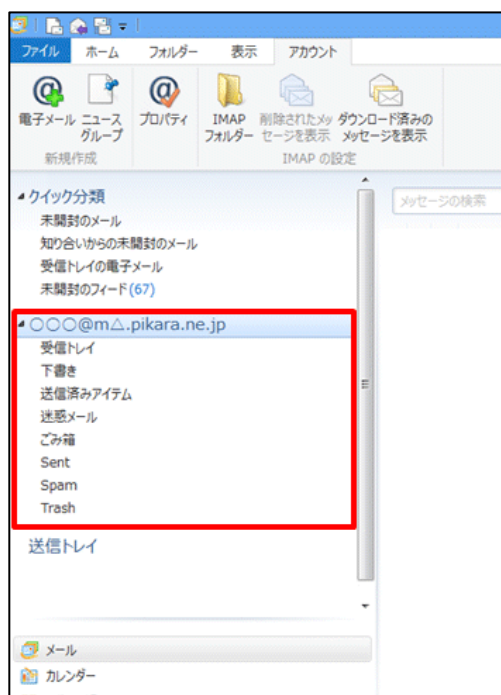 ファイル ホーム フォルダー 表示 アカウント
電子メール ニュース プロパティ IMAP 削除されたメッ ダウンロード済みの
グループ フォルダー セージを表示 メッセージを表示
新規作成 IMAP の設定
クイック分類
メッセージの検索
未開封のメール
知り合いからの未開封のメール
受信トレイの電子メール
未開封のフィード (67)
〇〇〇@m△.pikara.ne.jp
受信トレイ
下書き
送信済みアイテム
迷惑メール
ごみ箱
Sent
Spam
Trash
送信トレイ
メール
カレンダー